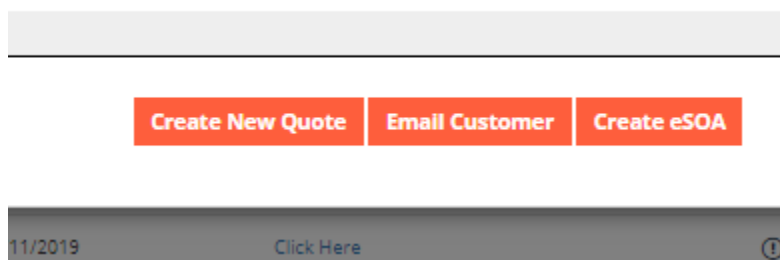 Create New Quote Email Customer Create eSOA
11/2019 Click Here